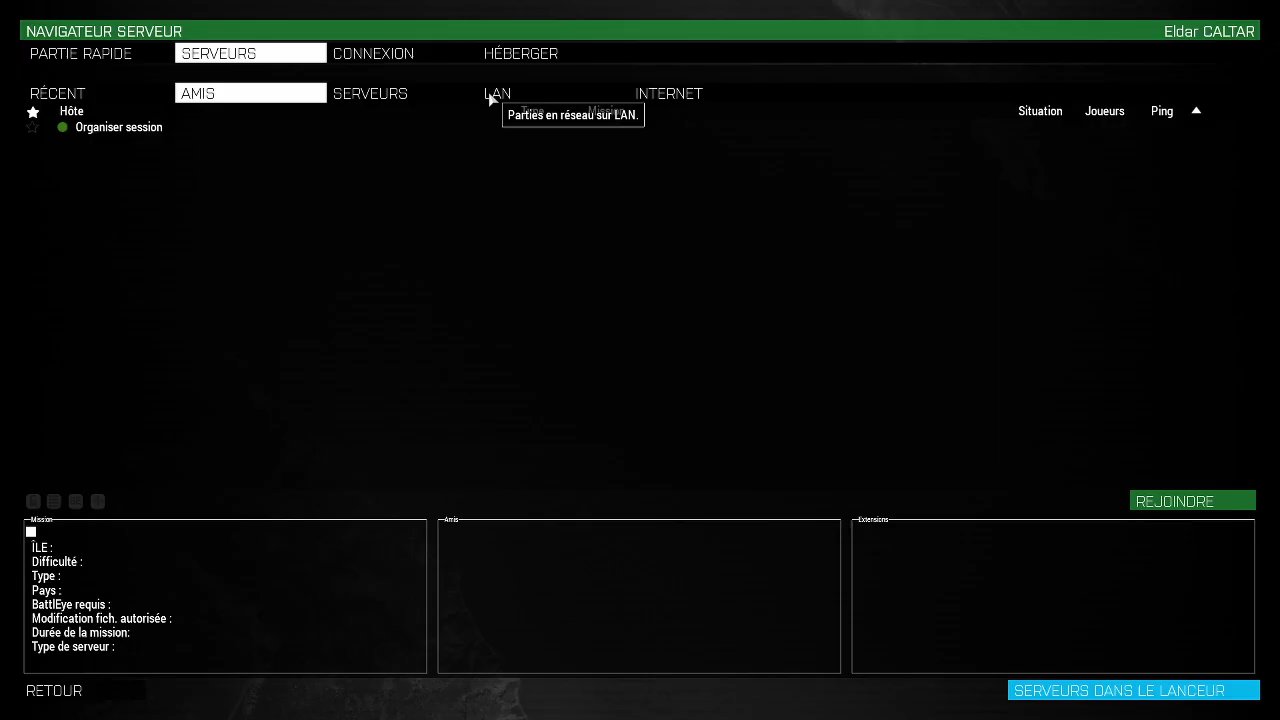 NAVIGATEUR SERVEUR Eldar CALTAR
PARTIE RAPIDE SERVEURS CONNEXION HÉBERGER
RÉCENT AMIS SERVEURS LAN INTERNET
Hôte Type Mission Situation Joueurs Ping
Parties en réseau sur LAN.
Organiser session
REJOINDRE
Mission Amis Extensions
ÎLE :
Difficulté :
Type :
Pays :
BattlEye requis :
Modification fich. autorisée :
Durée de la mission:
Type de serveur :
RETOUR SERVEURS DANS LE LANCEUR